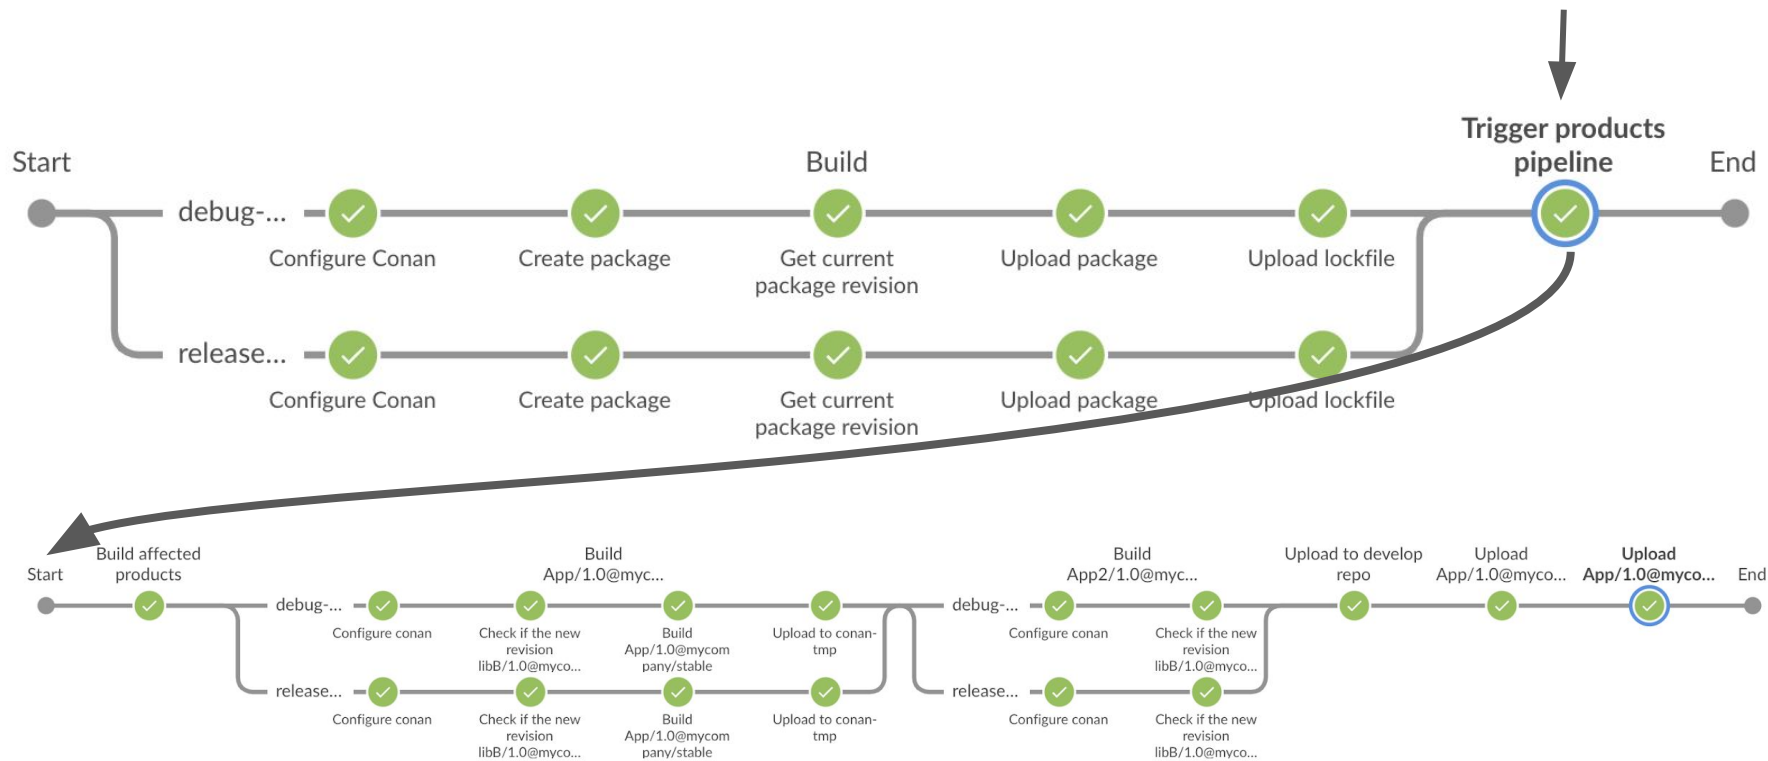 Trigger products
pipeline
Start
Build
End
debug-...
Configure Conan
Create package
Get current
package revision
Upload package
Upload lockfile
release...
Configure Conan
Create package
Get current
package revision
Upload package
Upload lockfile
Start
Build affected
products
Build
App/1.0@myc...
Build
App2/1.0@myc...
Upload to develop
repo
Upload
App/1.0@myco...
Upload
App/1.0@myco...
End
debug-...
Configure conan
Check if the new
revision
libB/1.0@myco...
Build
App/1.0@mycom
pany/stable
Upload to conan-
tmp
debug-...
Configure conan
Check if the new
revision
libB/1.0@myco...
release...
Configure conan
Check if the new
revision
libB/1.0@myco...
Build
App/1.0@mycom
pany/stable
Upload to conan-
tmp
release...
Configure conan
Check if the new
revision
libB/1.0@myco...